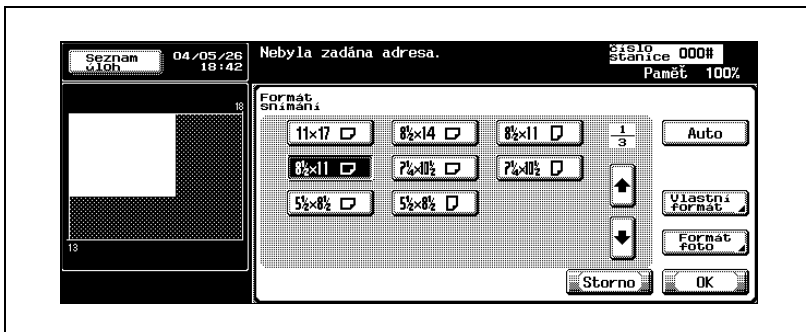 Seznam
úloh
04/05/26
18:42
Nebyla zadána adresa.
číslo
stanice 000#
Paměť 100%
18
13
Formát
snímání
11×17
8½×14
8½×11
1
3
Auto
8½×11
7¼×10½
7¼×10½
Vlastní
formát
5½×8½
5½×8½
Formát
foto
Storno
OK